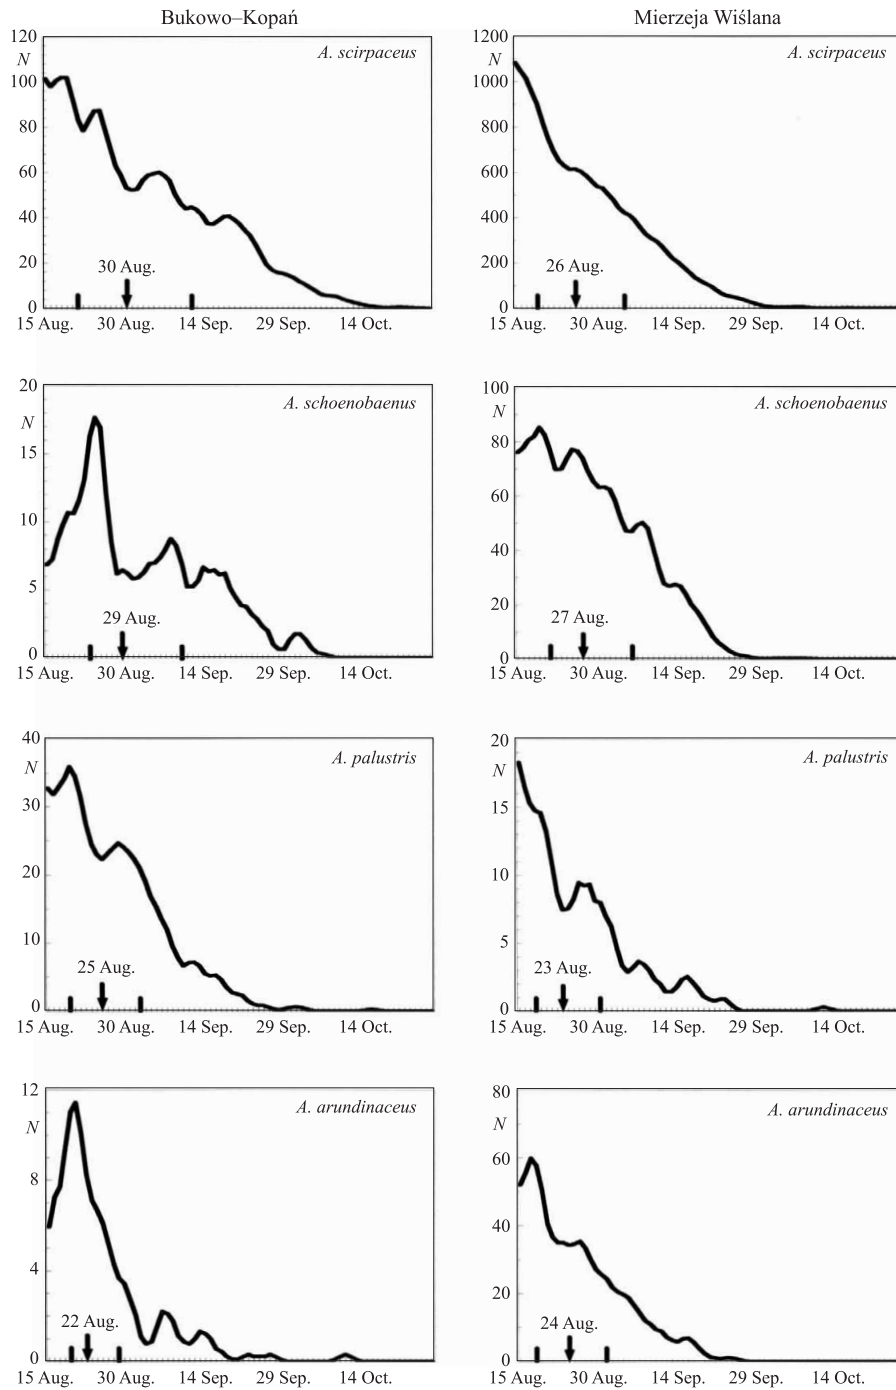 Bukowo–Kopań
Mierzeja Wiślana
120
N
100
80
60
40
20
0
A. scirpaceus
30 Aug.
15 Aug. 30 Aug. 14 Sep. 29 Sep. 14 Oct.
1200
N
1000
800
600
400
200
0
A. scirpaceus
26 Aug.
15 Aug. 30 Aug. 14 Sep. 29 Sep. 14 Oct.
20
N
15
10
5
0
A. schoenobaenus
29 Aug.
15 Aug. 30 Aug. 14 Sep. 29 Sep. 14 Oct.
100
N
80
60
40
20
0
A. schoenobaenus
27 Aug.
15 Aug. 30 Aug. 14 Sep. 29 Sep. 14 Oct.
40
N
30
20
10
0
A. palustris
25 Aug.
15 Aug. 30 Aug. 14 Sep. 29 Sep. 14 Oct.
20
N
15
10
5
0
A. palustris
23 Aug.
15 Aug. 30 Aug. 14 Sep. 29 Sep. 14 Oct.
12
N
8
4
0
A. arundinaceus
22 Aug.
15 Aug. 30 Aug. 14 Sep. 29 Sep. 14 Oct.
80
N
60
40
20
0
A. arundinaceus
24 Aug.
15 Aug. 30 Aug. 14 Sep. 29 Sep. 14 Oct.